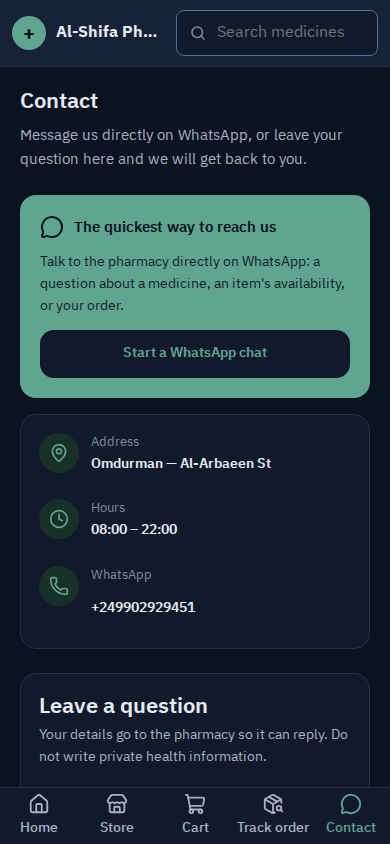 Al-Shifa Ph...
Search medicines
Contact
Message us directly on WhatsApp, or leave your
question here and we will get back to you.
The quickest way to reach us
Talk to the pharmacy directly on WhatsApp: a
question about a medicine, an item's availability,
or your order.
Start a WhatsApp chat
Address
Omdurman — Al-Arbaeen St
Hours
08:00 – 22:00
WhatsApp
+249902929451
Leave a question
Your details go to the pharmacy so it can reply. Do
not write private health information.
Home
Store
Cart
Track order
Contact